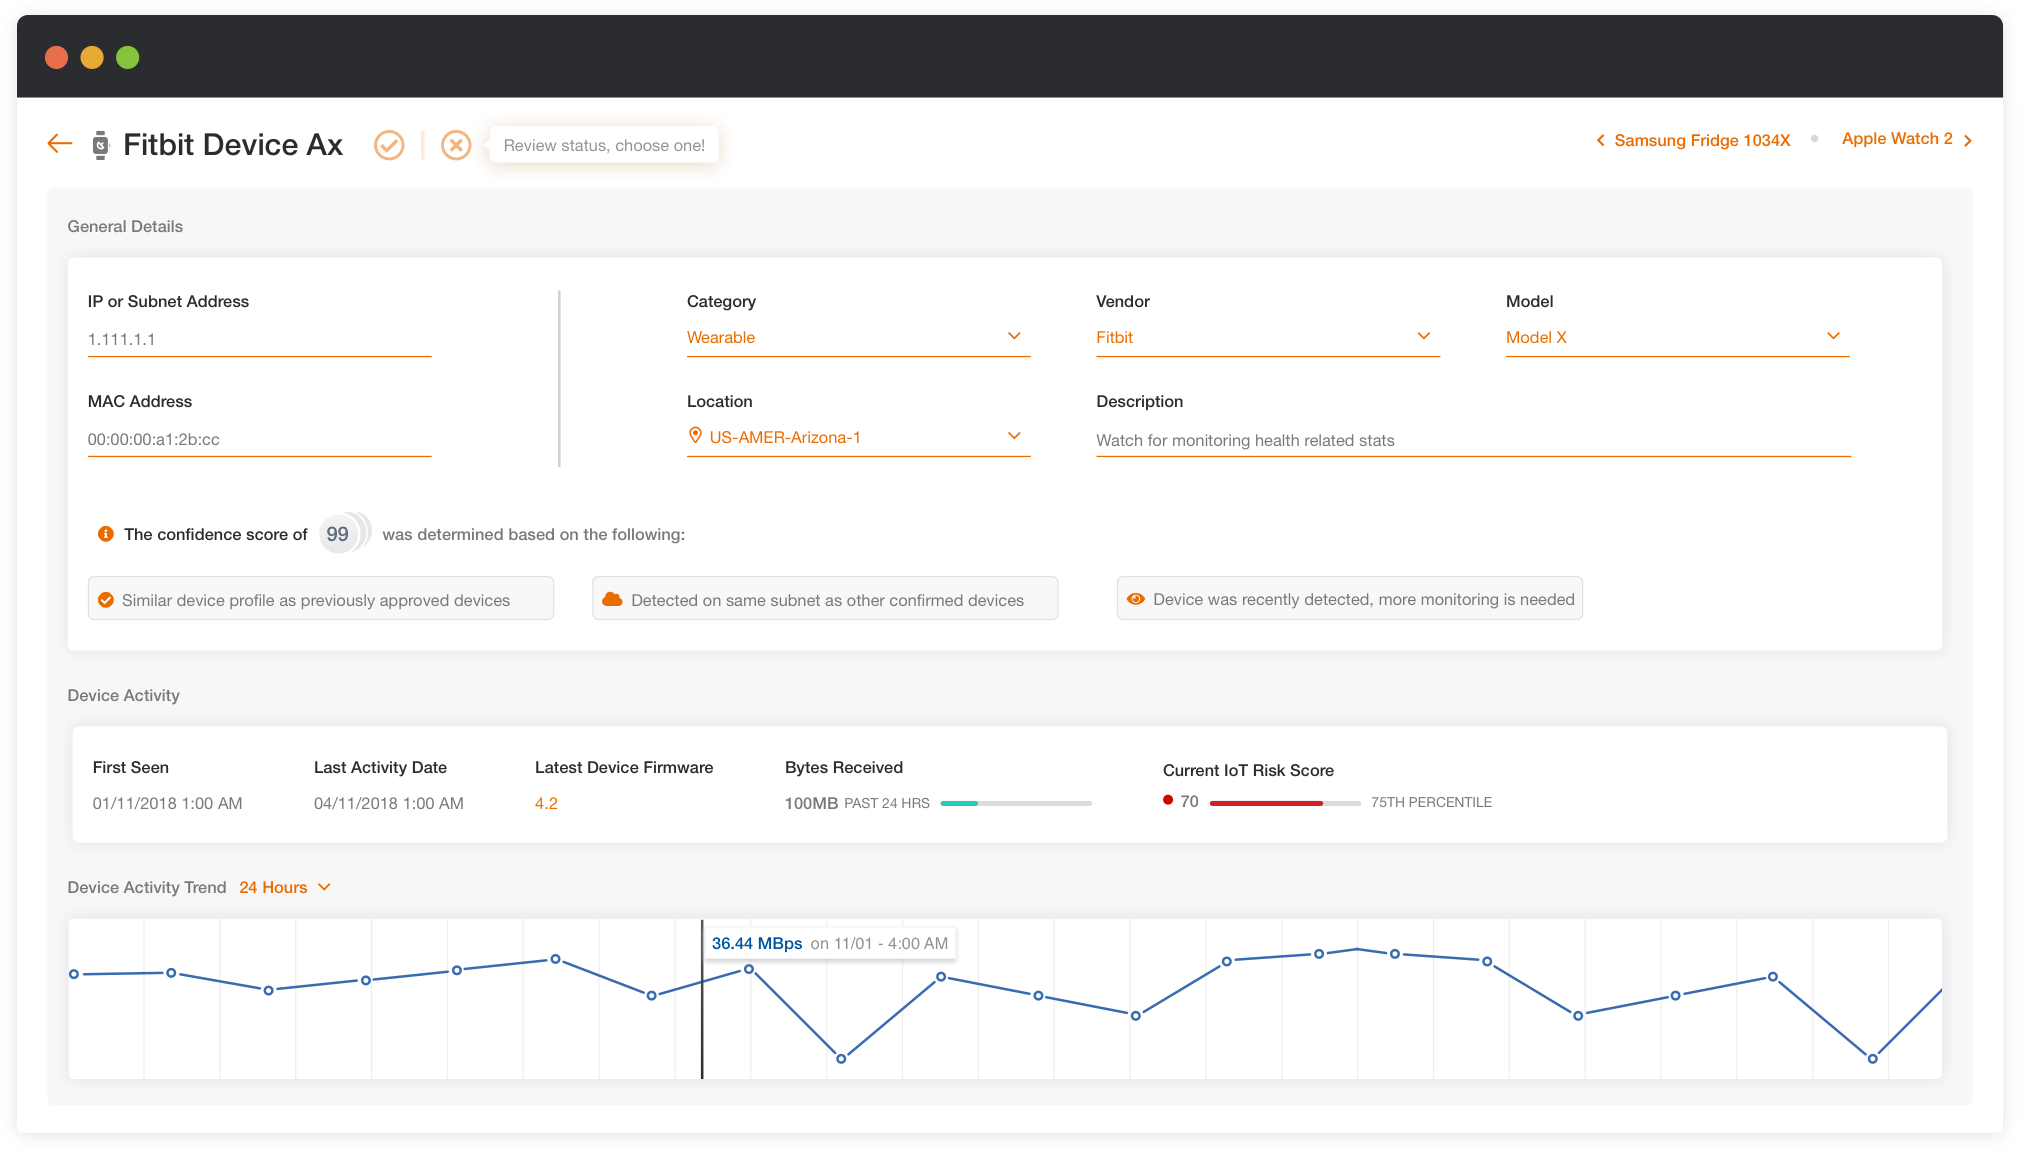 Fitbit Device Ax
Review status, choose one!
Samsung Fridge 1034X
Apple Watch 2
General Details
IP or Subnet Address
1.111.1.1
Category
Wearable
Vendor
Fitbit
Model
Model X
MAC Address
00:00:00:a1:2b:cc
Location
US-AMER-Arizona-1
Description
Watch for monitoring health related stats
The confidence score of 99 was determined based on the following:
Similar device profile as previously approved devices
Detected on same subnet as other confirmed devices
Device was recently detected, more monitoring is needed
Device Activity
First Seen
01/11/2018 1:00 AM
Last Activity Date
04/11/2018 1:00 AM
Latest Device Firmware
4.2
Bytes Received
100MB PAST 24 HRS
Current IoT Risk Score
70
75TH PERCENTILE
Device Activity Trend 24 Hours
36.44 MBps on 11/01 - 4:00 AM